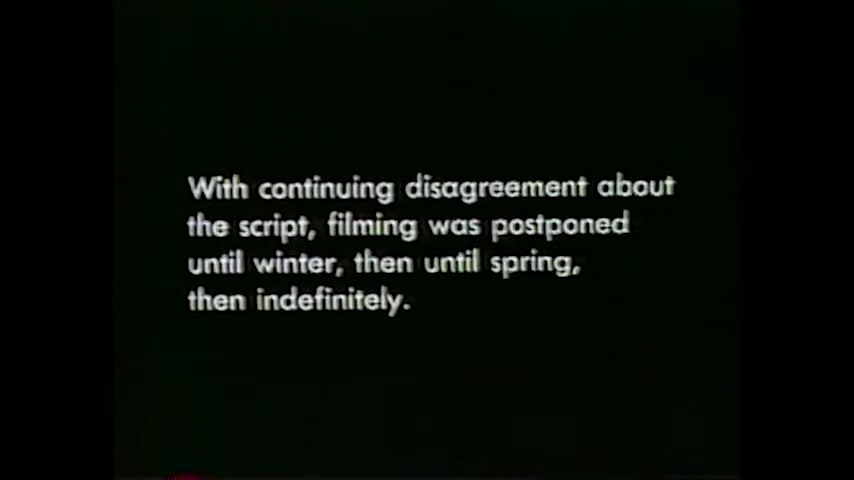 With continuing disagreement about
the script, filming was postponed
until winter, then until spring,
then indefinitely.